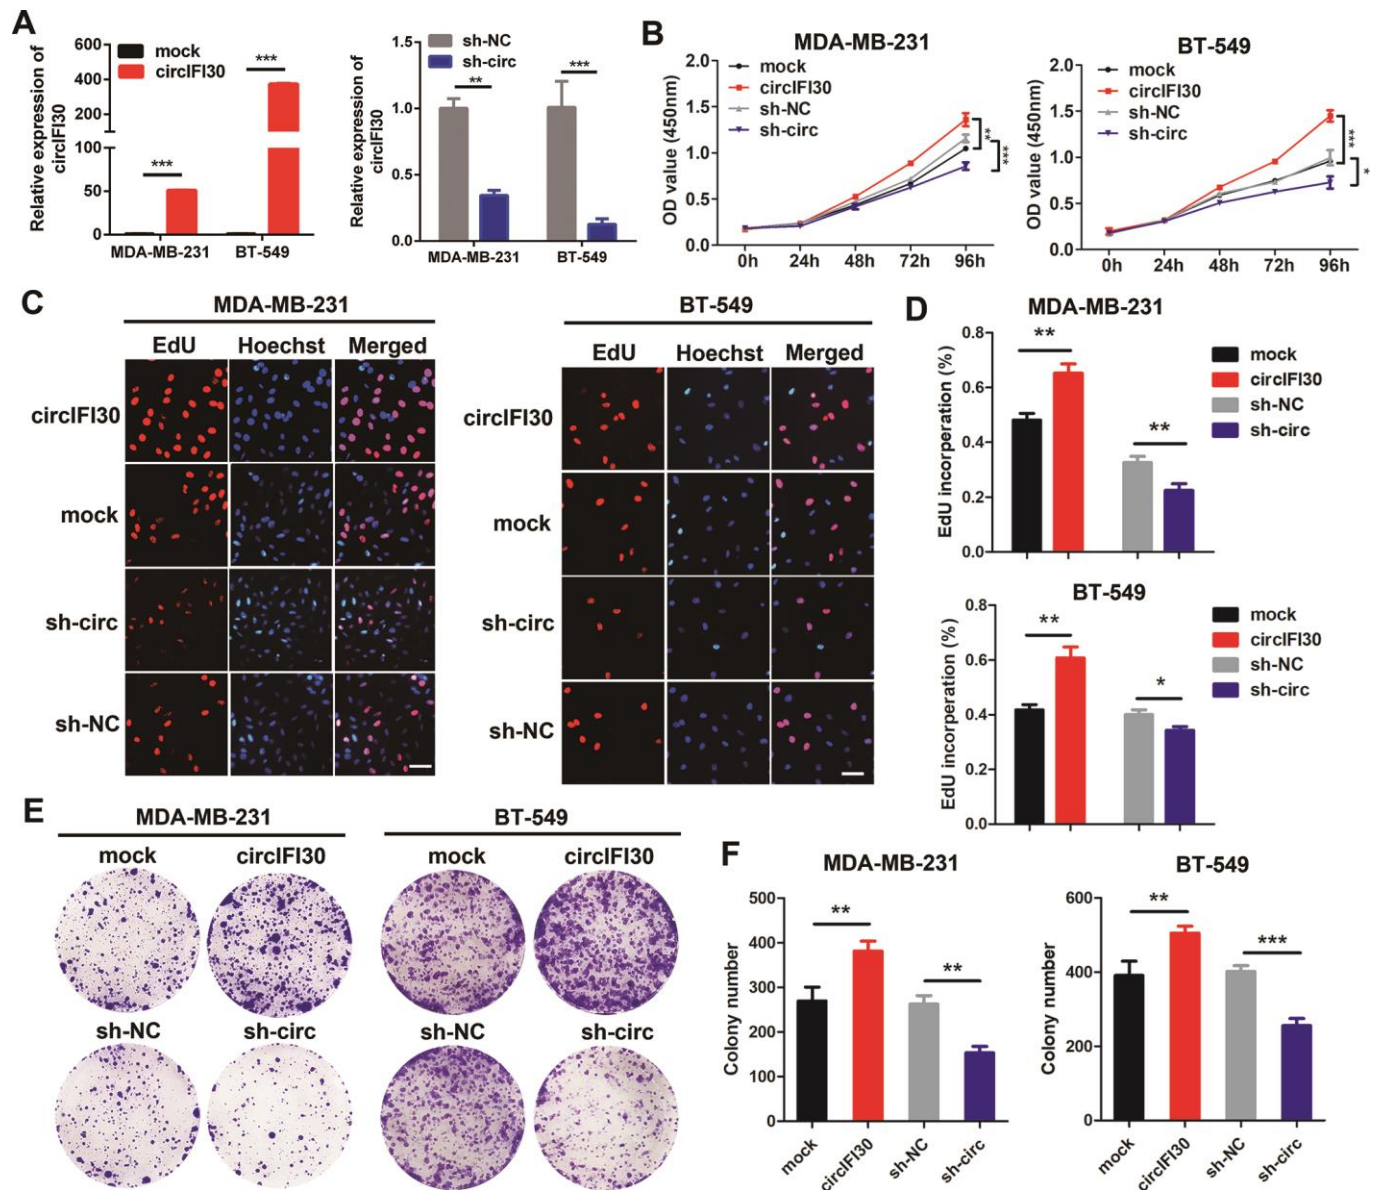 A
Relative expression of
circIFI30
600
400
200
100
50
0
mock
circIFI30
***
***
MDA-MB-231
BT-549
Relative expression of
circIFI30
1.5
1.0
0.5
0.0
sh-NC
sh-circ
**
***
MDA-MB-231
BT-549
B
MDA-MB-231
OD value (450nm)
2.0
1.5
1.0
0.5
0.0
mock
circIFI30
sh-NC
sh-circ
**
***
0h 24h 48h 72h 96h
BT-549
OD value (450nm)
2.0
1.5
1.0
0.5
0.0
mock
circIFI30
sh-NC
sh-circ
***
*
0h 24h 48h 72h 96h
C
MDA-MB-231
EdU Hoechst Merged
circIFI30
mock
sh-circ
sh-NC
BT-549
EdU Hoechst Merged
circIFI30
mock
sh-circ
sh-NC
D
MDA-MB-231
EdU incorperation (%)
0.8
0.6
0.4
0.2
0.0
**
**
mock
circIFI30
sh-NC
sh-circ
BT-549
EdU incorperation (%)
0.8
0.6
0.4
0.2
0.0
**
*
mock
circIFI30
sh-NC
sh-circ
E
MDA-MB-231
mock circIFI30
sh-NC sh-circ
BT-549
mock circIFI30
sh-NC sh-circ
F
MDA-MB-231
Colony number
500
400
300
200
100
0
**
**
mock circIFI30 sh-NC sh-circ
BT-549
Colony number
600
400
200
0
**
***
mock circIFI30 sh-NC sh-circ